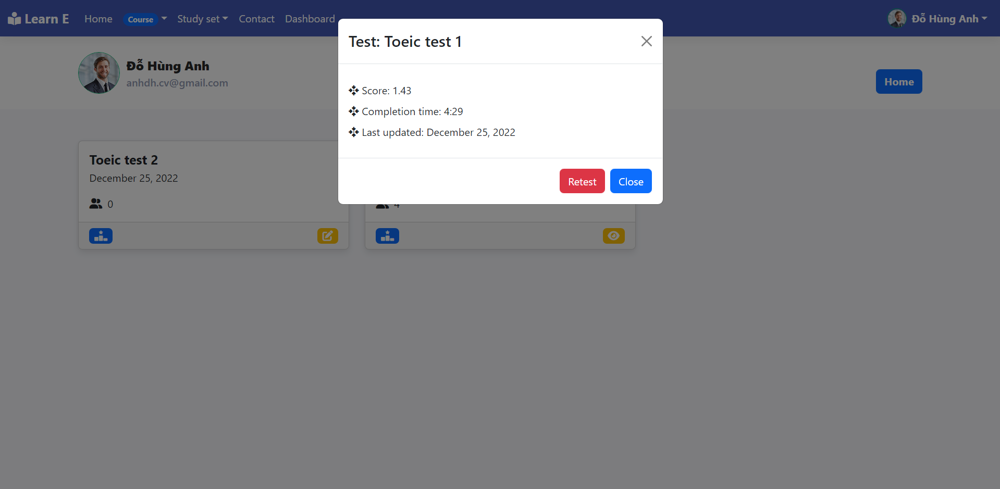 Learn E Home Course Study set Contact Dashboard Đỗ Hùng Anh
Đỗ Hùng Anh
anhdh.cv@gmail.com
Home
Test: Toeic test 1
Score: 1.43
Completion time: 4:29
Last updated: December 25, 2022
Retest Close
Toeic test 2
December 25, 2022
0
4